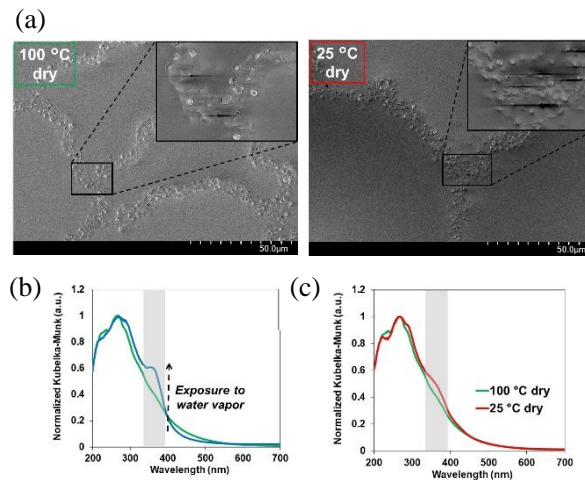 (a)
100 °C
dry
50.0µm
25 °C
dry
50.0µm
(b)
Normalized Kubelka-Munk (a.u.)
1.2
1
0.8
0.6
0.4
0.2
0
Exposure to
water vapor
200 300 400 500 600 700
Wavelength (nm)
(c)
Normalized Kubelka-Munk (a.u.)
1.2
1
0.8
0.6
0.4
0.2
0
100 °C dry
25 °C dry
200 300 400 500 600 700
Wavelength (nm)